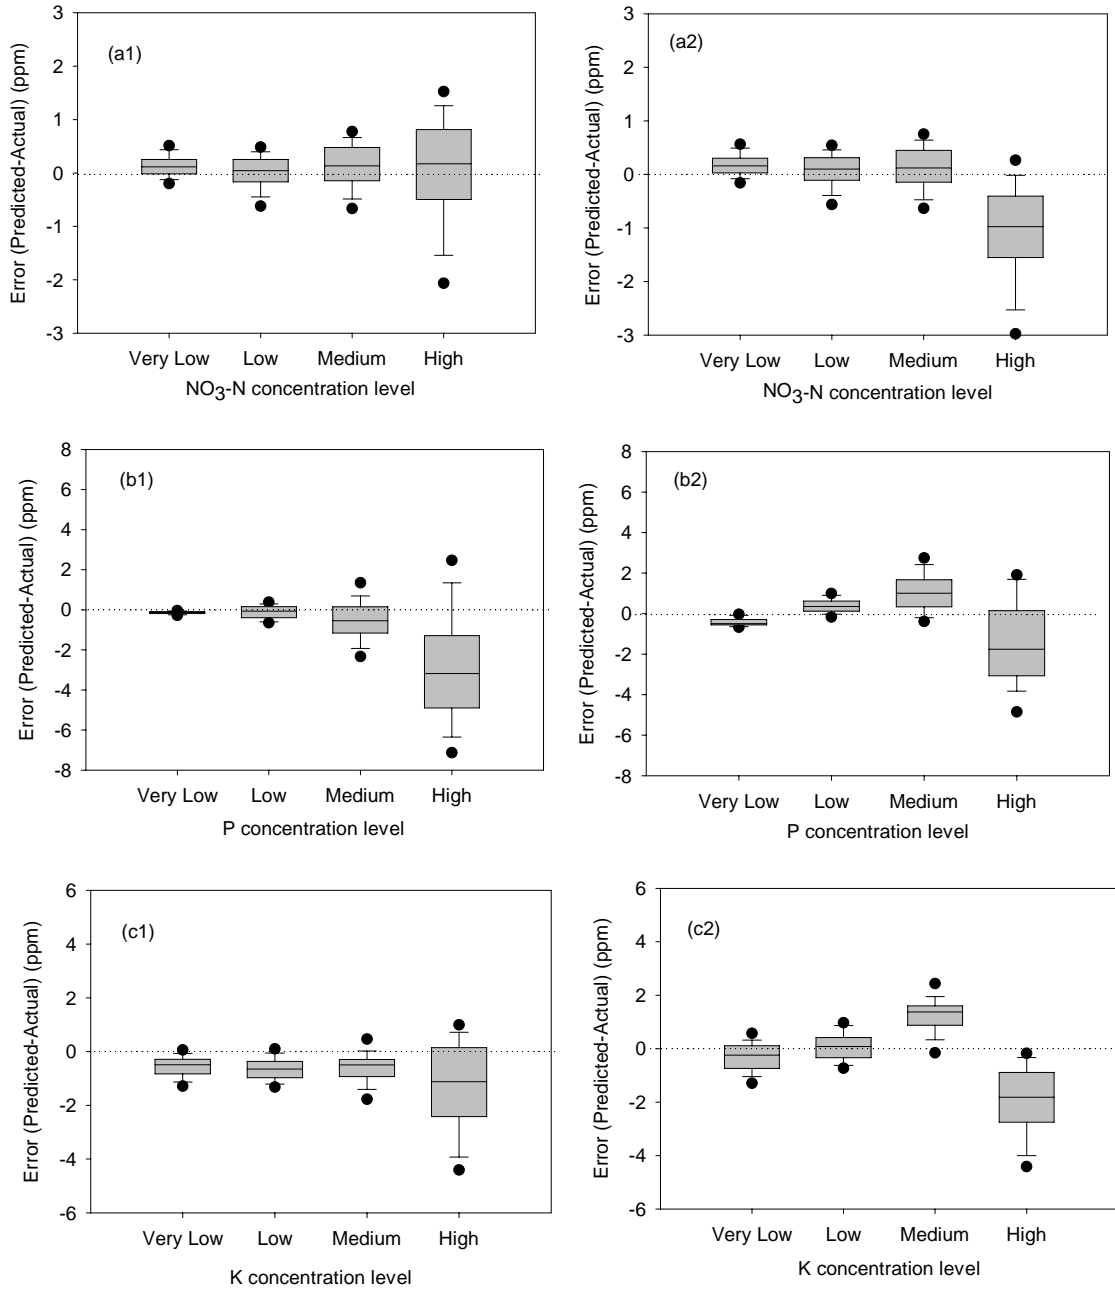 (a1)
Error (Predicted-Actual) (ppm)
3
2
1
0
-1
-2
-3
Very Low Low Medium High
NO3-N concentration level
(a2)
Error (Predicted-Actual) (ppm)
3
2
1
0
-1
-2
-3
Very Low Low Medium High
NO3-N concentration level
(b1)
Error (Predicted-Actual) (ppm)
8
6
4
2
0
-2
-4
-6
-8
Very Low Low Medium High
P concentration level
(b2)
Error (Predicted-Actual) (ppm)
8
6
4
2
0
-2
-4
-6
-8
Very Low Low Medium High
P concentration level
(c1)
Error (Predicted-Actual) (ppm)
6
4
2
0
-2
-4
-6
Very Low Low Medium High
K concentration level
(c2)
Error (Predicted-Actual) (ppm)
6
4
2
0
-2
-4
-6
Very Low Low Medium High
K concentration level